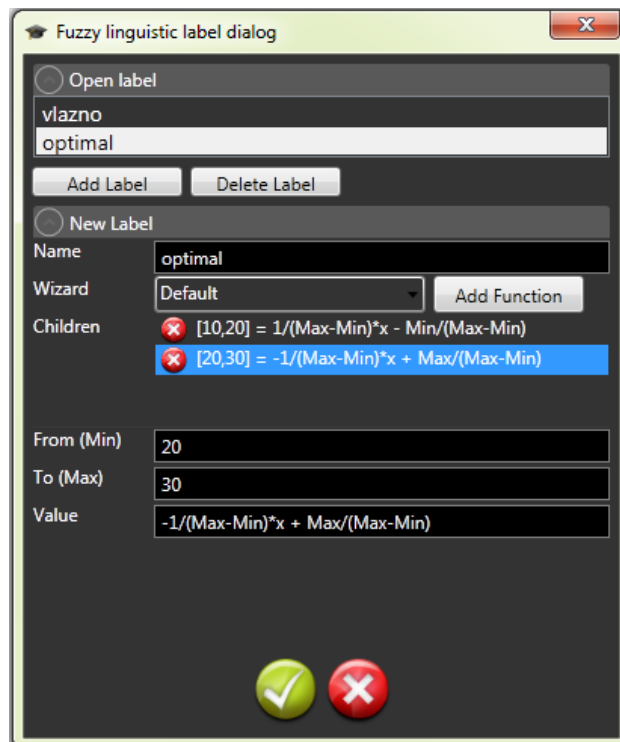 Fuzzy linguistic label dialog
Open label
vlazno
optimal
Add Label Delete Label
New Label
Name optimal
Wizard Default Add Function
Children [10,20] = 1/(Max-Min)*x - Min/(Max-Min)
[20,30] = -1/(Max-Min)*x + Max/(Max-Min)
From (Min) 20
To (Max) 30
Value -1/(Max-Min)*x + Max/(Max-Min)